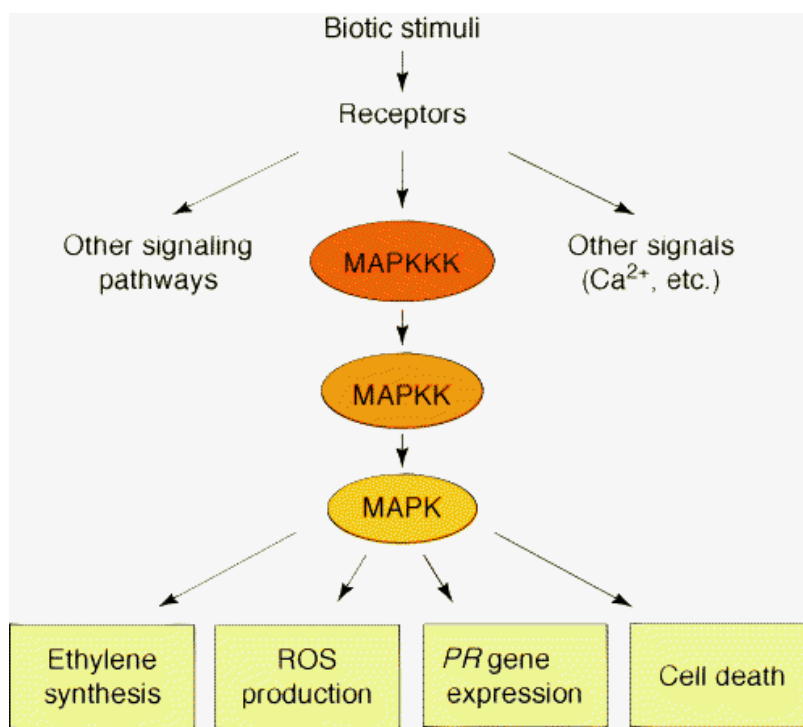 Biotic stimuli
Receptors
Other signaling
pathways
MAPKKK
Other signals
(Ca²⁺, etc.)
MAPKK
MAPK
Ethylene
synthesis
ROS
production
PR gene
expression
Cell death